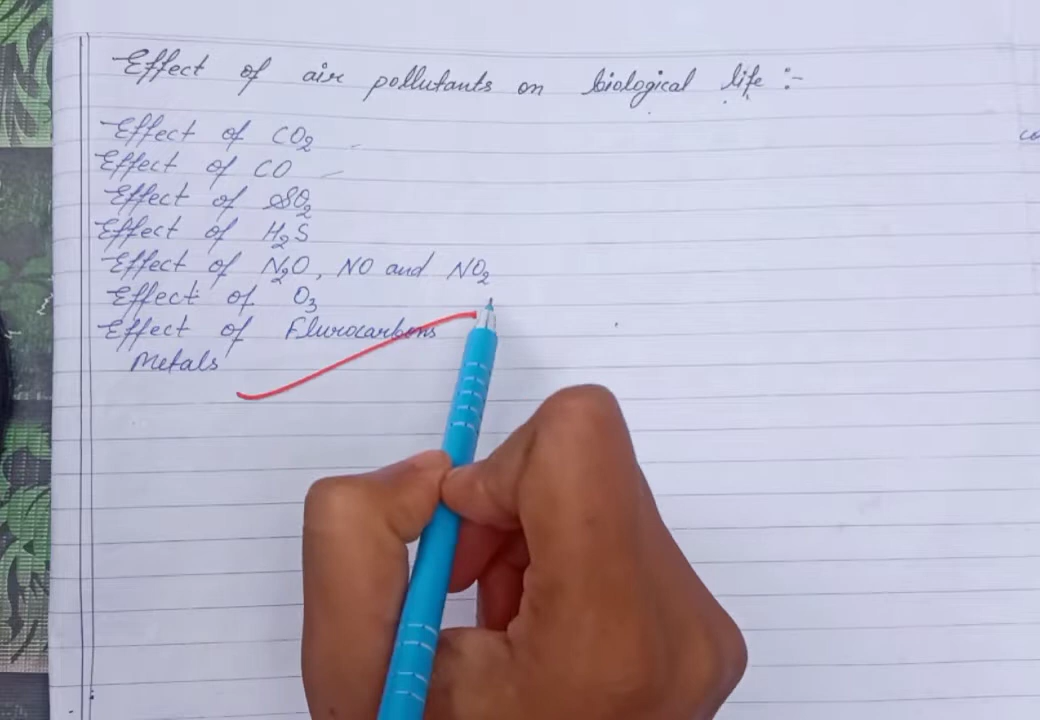 Effect of air pollutants on biological life :-
Effect of CO₂
Effect of CO
Effect of SO₂
Effect of H₂S
Effect of N₂O, NO and NO₂
Effect of O₃
Effect of Flurocarbons
Metals